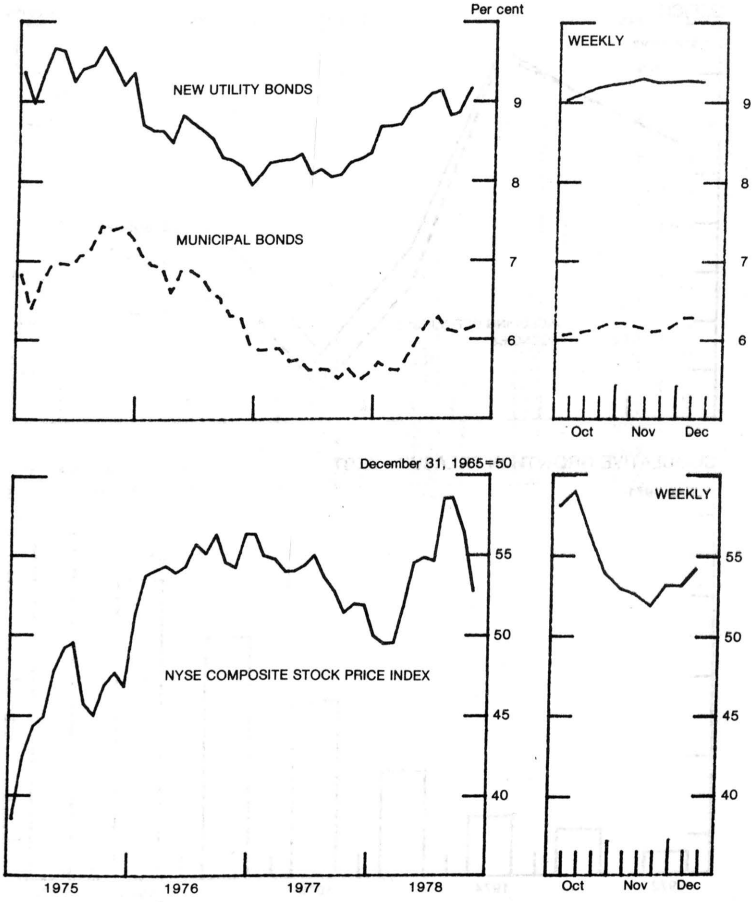 Per cent
WEEKLY
NEW UTILITY BONDS
9
9
8
8
MUNICIPAL BONDS
7
7
6
6
Oct Nov Dec
December 31, 1965=50
WEEKLY
55
55
50
50
NYSE COMPOSITE STOCK PRICE INDEX
45
45
40
40
1975 1976 1977 1978
Oct Nov Dec